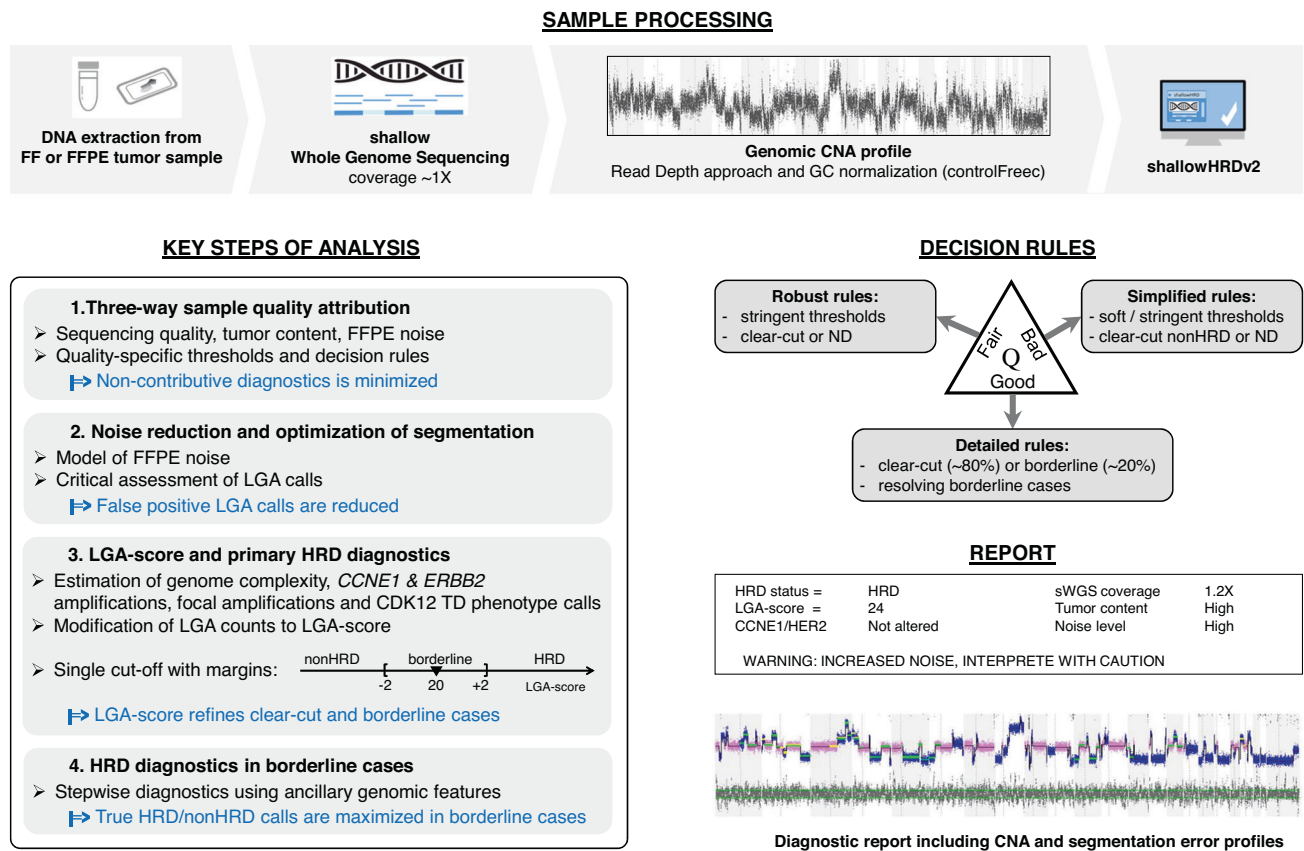 SAMPLE PROCESSING
DNA extraction from
FF or FFPE tumor sample
shallow
Whole Genome Sequencing
coverage ~1X
Genomic CNA profile
Read Depth approach and GC normalization (controlFreec)
shallowHRD
shallowHRDv2
KEY STEPS OF ANALYSIS
1.Three-way sample quality attribution
➢ Sequencing quality, tumor content, FFPE noise
➢ Quality-specific thresholds and decision rules
Non-contributive diagnostics is minimized
2. Noise reduction and optimization of segmentation
➢ Model of FFPE noise
➢ Critical assessment of LGA calls
False positive LGA calls are reduced
3. LGA-score and primary HRD diagnostics
➢ Estimation of genome complexity, CCNE1 & ERBB2
amplifications, focal amplifications and CDK12 TD phenotype calls
➢ Modification of LGA counts to LGA-score
➢ Single cut-off with margins:
nonHRD borderline HRD
-2 20 +2 LGA-score
LGA-score refines clear-cut and borderline cases
4. HRD diagnostics in borderline cases
➢ Stepwise diagnostics using ancillary genomic features
True HRD/nonHRD calls are maximized in borderline cases
DECISION RULES
Robust rules:
- stringent thresholds
- clear-cut or ND
Simplified rules:
- soft / stringent thresholds
- clear-cut nonHRD or ND
Fair
Bad
Q
Good
Detailed rules:
- clear-cut (~80%) or borderline (~20%)
- resolving borderline cases
REPORT
HRD status = HRD sWGS coverage 1.2X
LGA-score = 24 Tumor content High
CCNE1/HER2 Not altered Noise level High
WARNING: INCREASED NOISE, INTERPRETE WITH CAUTION
Diagnostic report including CNA and segmentation error profiles